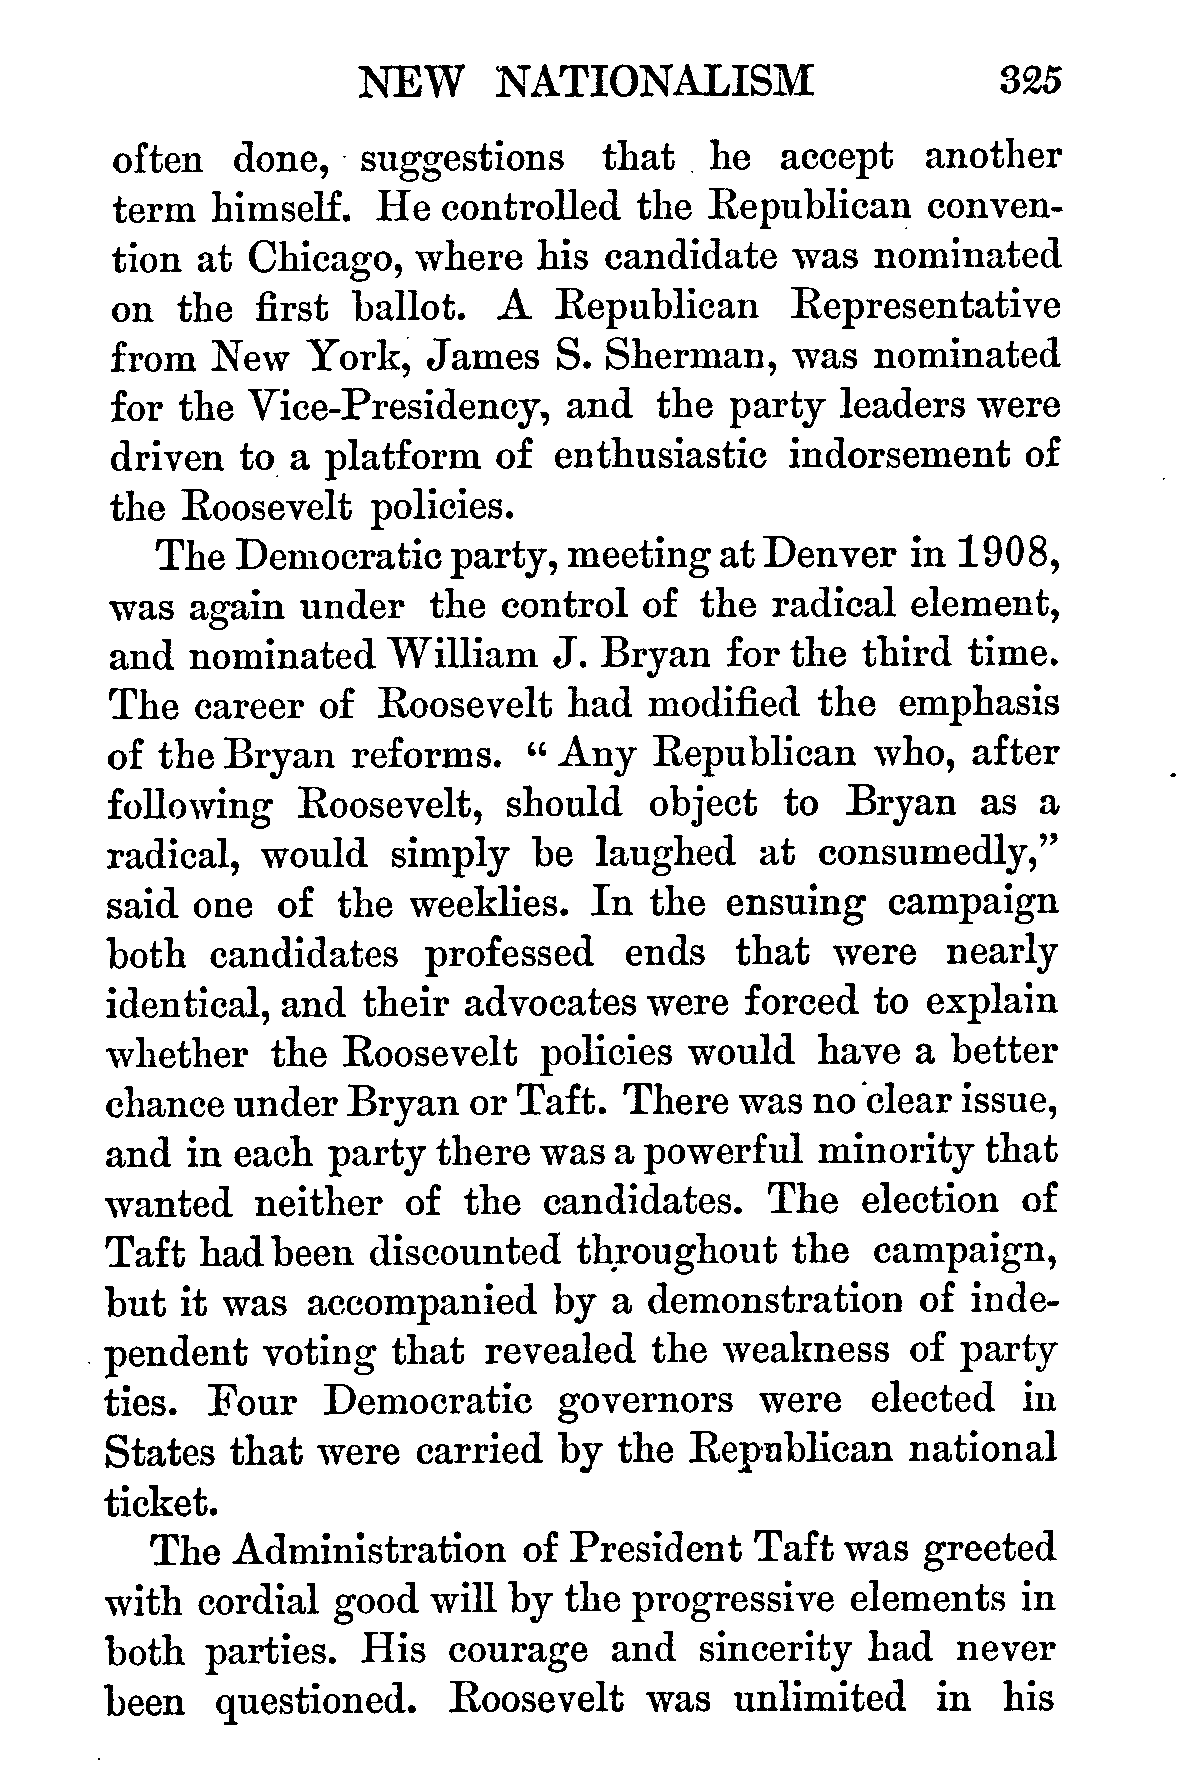 NEW NATIONALISM 325
often done, suggestions that he accept another
term himself. He controlled the Republican conven-
tion at Chicago, where his candidate was nominated
on the first ballot. A Republican Representative
from New York, James S. Sherman, was nominated
for the Vice-Presidency, and the party leaders were
driven to a platform of enthusiastic indorsement of
the Roosevelt policies.
The Democratic party, meeting at Denver in 1908,
was again under the control of the radical element,
and nominated William J. Bryan for the third time.
The career of Roosevelt had modified the emphasis
of the Bryan reforms. “ Any Republican who, after
following Roosevelt, should object to Bryan as a
radical, would simply be laughed at consumedly,”
said one of the weeklies. In the ensuing campaign
both candidates professed ends that were nearly
identical, and their advocates were forced to explain
whether the Roosevelt policies would have a better
chance under Bryan or Taft. There was no clear issue,
and in each party there was a powerful minority that
wanted neither of the candidates. The election of
Taft had been discounted throughout the campaign,
but it was accompanied by a demonstration of inde-
pendent voting that revealed the weakness of party
ties. Four Democratic governors were elected in
States that were carried by the Republican national
ticket.
The Administration of President Taft was greeted
with cordial good will by the progressive elements in
both parties. His courage and sincerity had never
been questioned. Roosevelt was unlimited in his